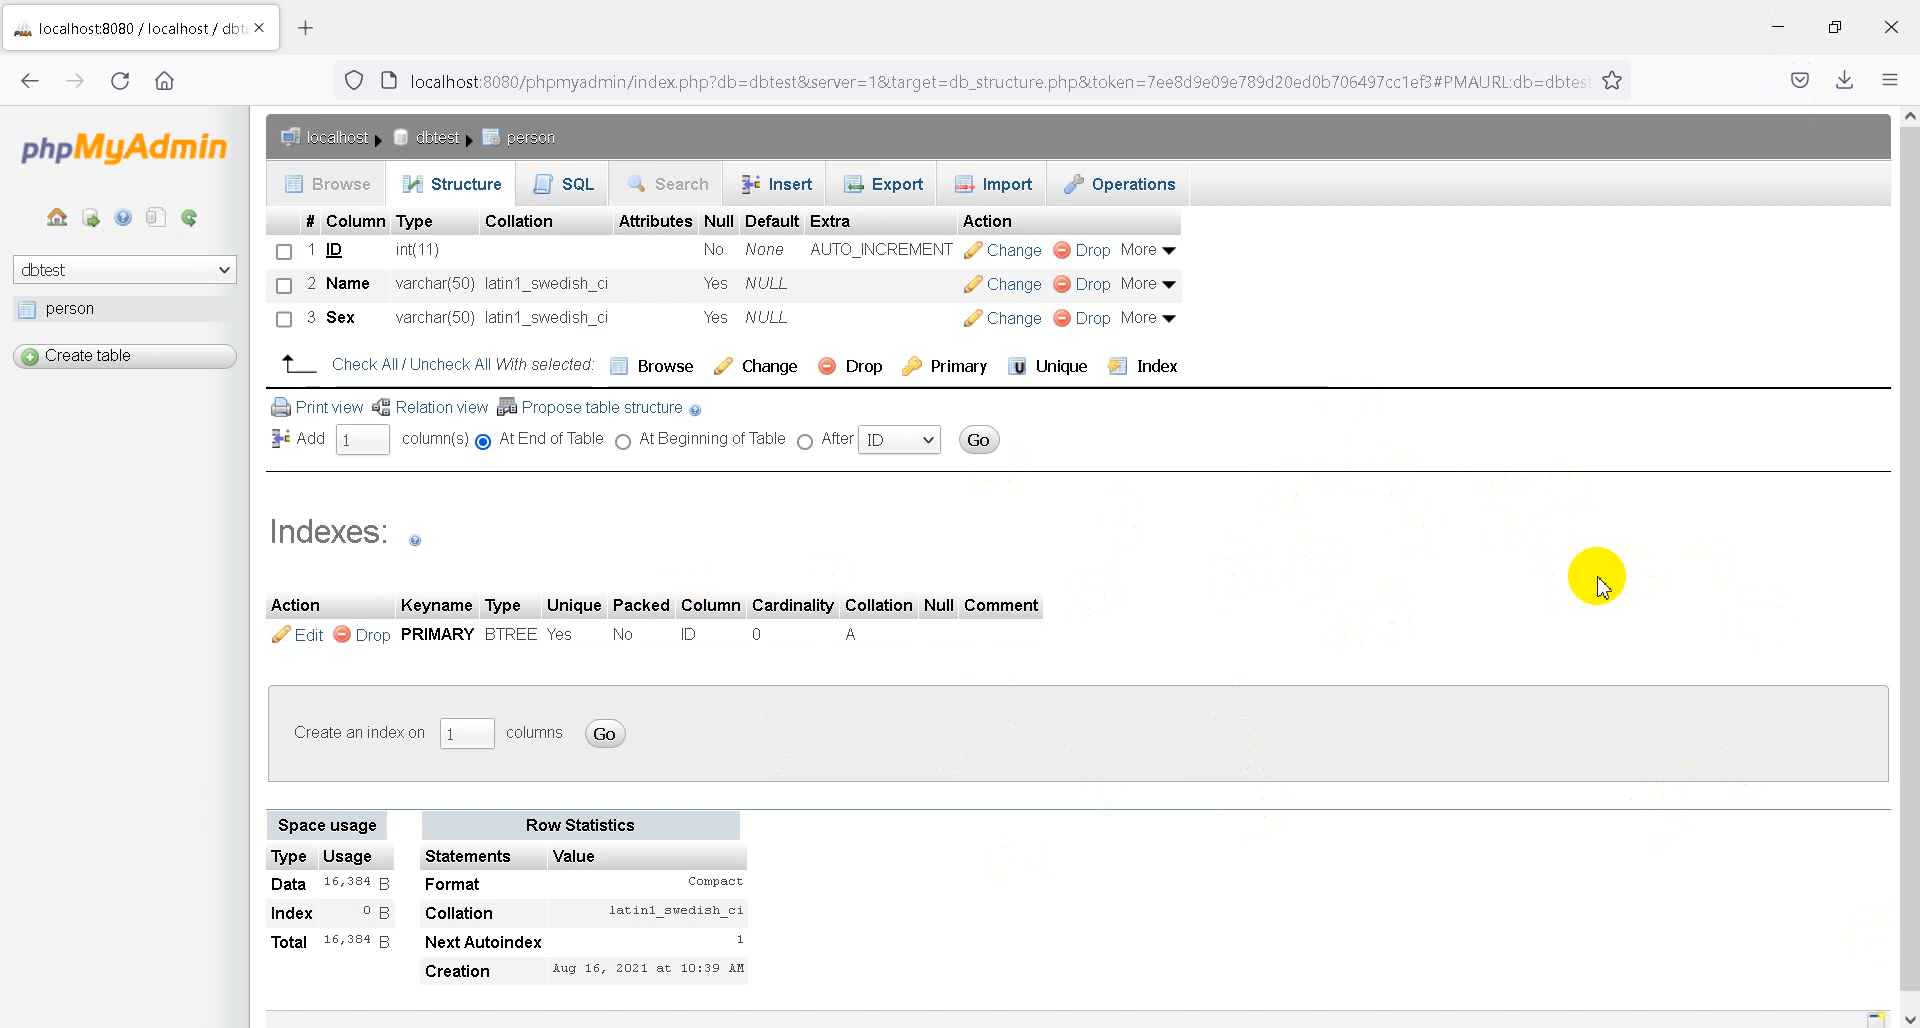 localhost:8080 / localhost / dbte
localhost:8080/phpmyadmin/index.php?db=dbtest&server=1&target=db_structure.php&token=7ee8d9e09e789d20ed0b706497cc1ef3#PMAURL:db=dbtest
phpMyAdmin
dbtest
person
Create table
localhost dbtest person
Browse Structure SQL Search Insert Export Import Operations
# Column Type Collation Attributes Null Default Extra Action
1 ID int(11) No None AUTO_INCREMENT Change Drop More
2 Name varchar(50) latin1_swedish_ci Yes NULL Change Drop More
3 Sex varchar(50) latin1_swedish_ci Yes NULL Change Drop More
Check All / Uncheck All With selected: Browse Change Drop Primary Unique Index
Print view Relation view Propose table structure
Add 1 column(s) At End of Table At Beginning of Table After ID Go
Indexes:
Action Keyname Type Unique Packed Column Cardinality Collation Null Comment
Edit Drop PRIMARY BTREE Yes No ID 0 A
Create an index on 1 columns Go
Space usage
Type Usage
Data 16,384 B
Index 0 B
Total 16,384 B
Row Statistics
Statements Value
Format Compact
Collation latin1_swedish_ci
Next Autoindex 1
Creation Aug 16, 2021 at 10:39 AM